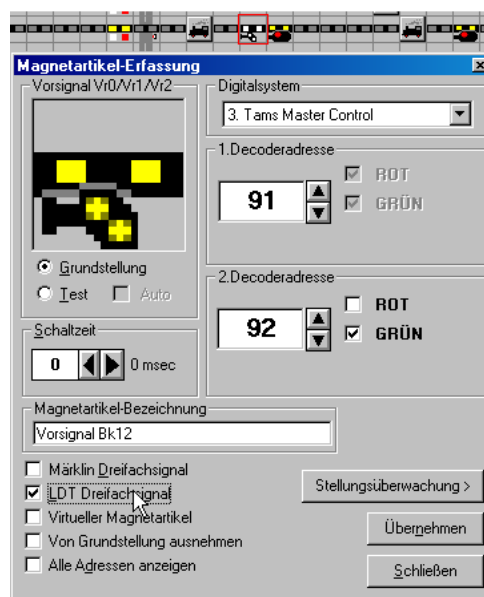 Magnetartikel-Erfassung
Vorsignal Vr0/Vr1/Vr2
Grundstellung
Test
Auto
Schaltzeit
0
0 msec
Digitalsystem
3. Tams Master Control
1.Decoderadresse
91
ROT
GRÜN
2.Decoderadresse
92
ROT
GRÜN
Magnetartikel-Bezeichnung
Vorsignal Bk12
Märklin Dreifachsignal
LDT Dreifachsignal
Virtueller Magnetartikel
Von Grundstellung ausnehmen
Alle Adressen anzeigen
Stellungsüberwachung >
Übernehmen
Schließen